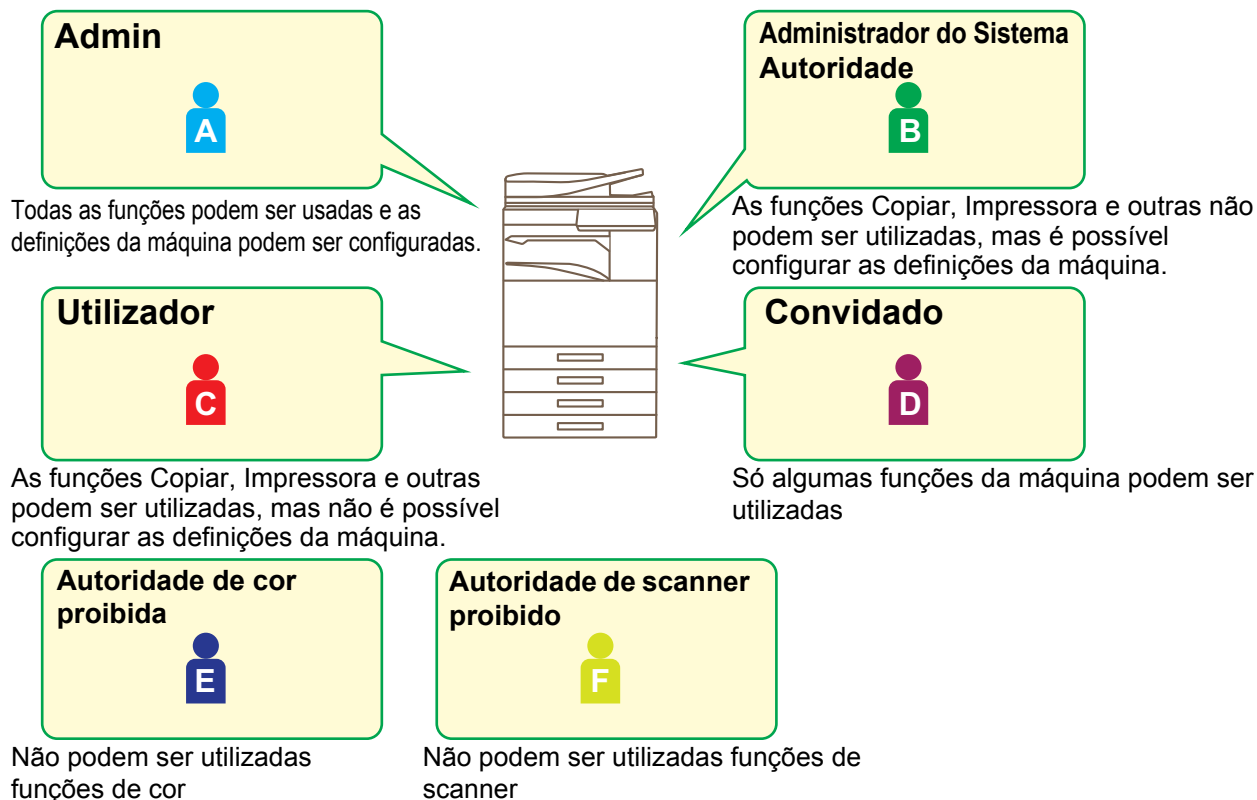 Admin
A
Todas as funções podem ser usadas e as
definições da máquina podem ser configuradas.
Administrador do Sistema
Autoridade
B
As funções Copiar, Impressora e outras não
podem ser utilizadas, mas é possível
configurar as definições da máquina.
Utilizador
C
As funções Copiar, Impressora e outras
podem ser utilizadas, mas não é possível
configurar as definições da máquina.
Convidado
D
Só algumas funções da máquina podem ser
utilizadas
Autoridade de cor
proibida
E
Não podem ser utilizadas
funções de cor
Autoridade de scanner
proibido
F
Não podem ser utilizadas funções de
scanner